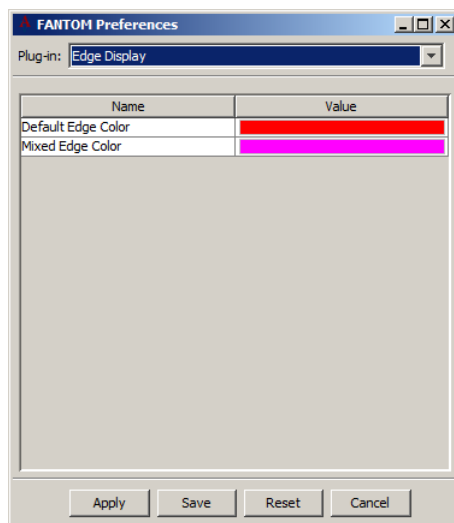 FANTOM Preferences
Plug-in: Edge Display
Name Value
Default Edge Color
Mixed Edge Color
Apply Save Reset Cancel